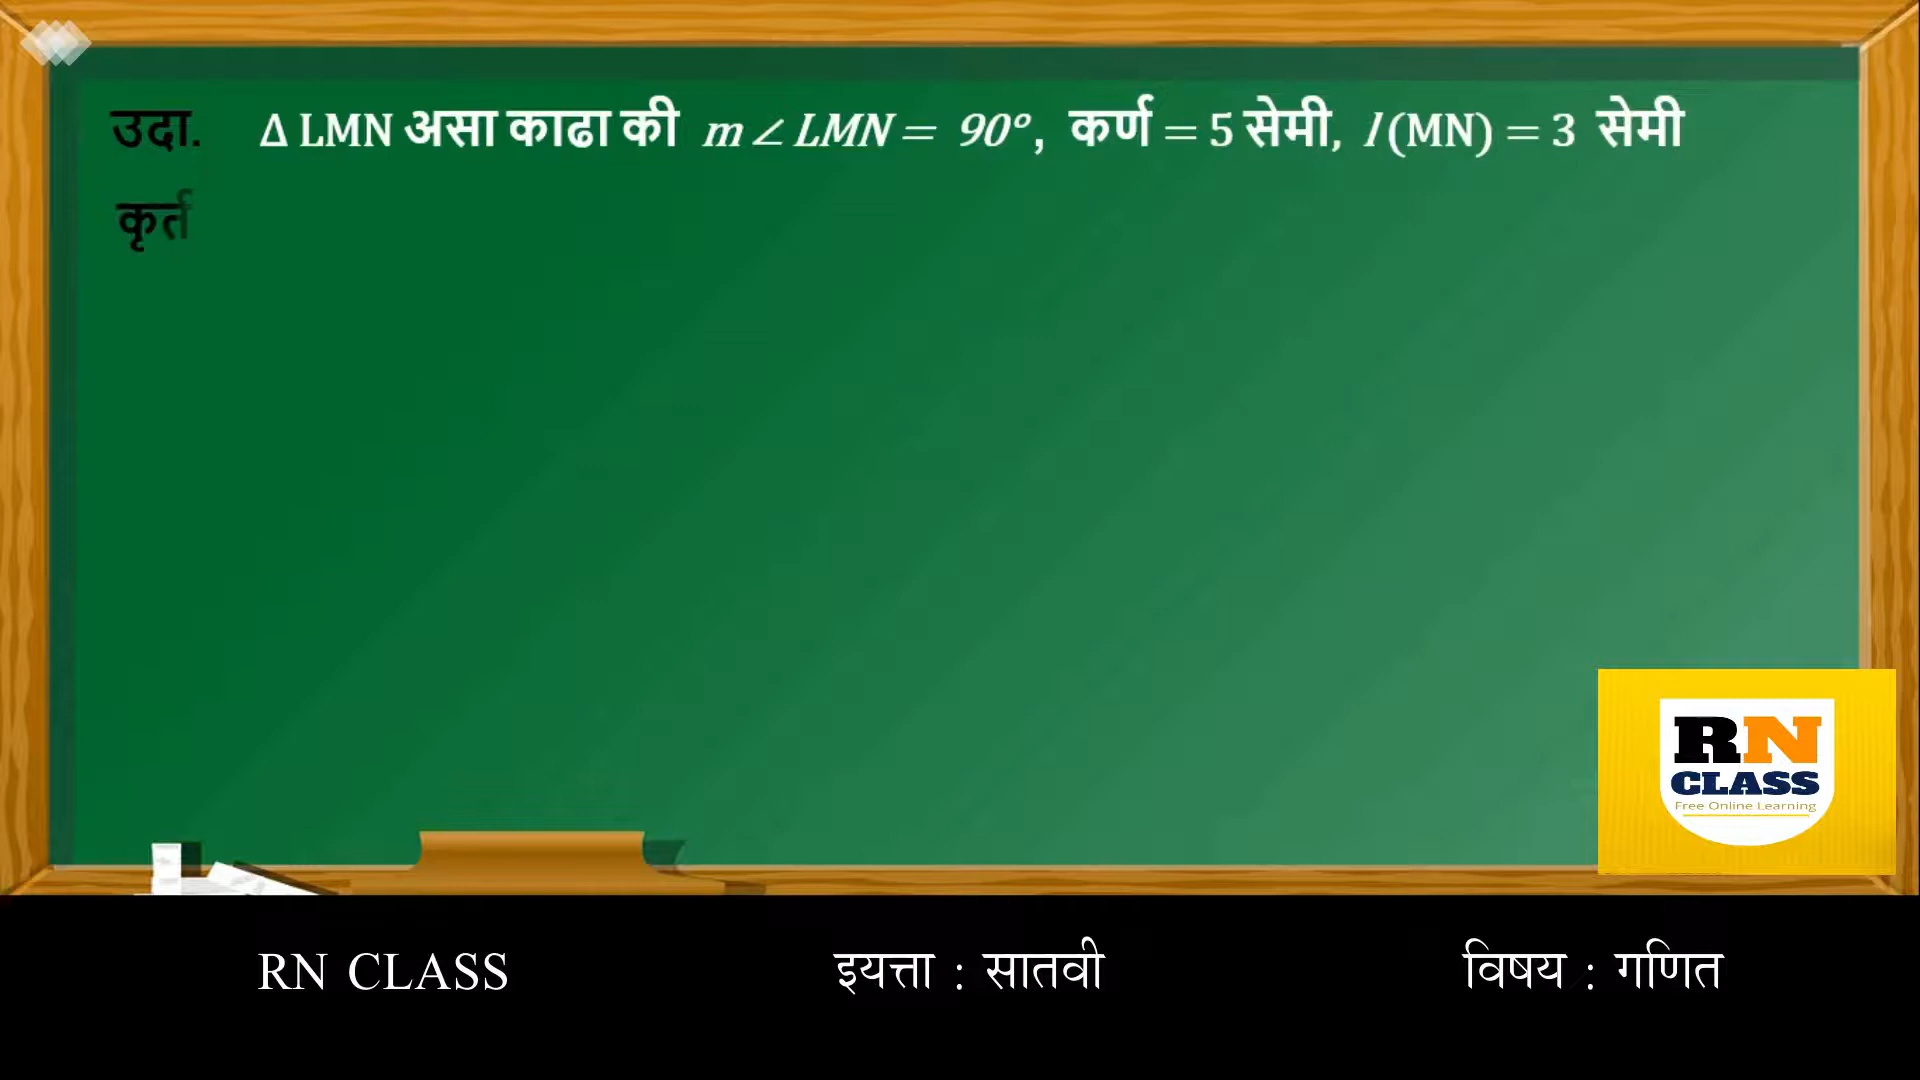 उदा. Δ LMN असा काढा की m∠LMN = 90°, कर्ण = 5 सेमी, l(MN) = 3 सेमी
कृत
RN
CLASS
Free Online Learning
RN CLASS इयत्ता : सातवी विषय : गणित